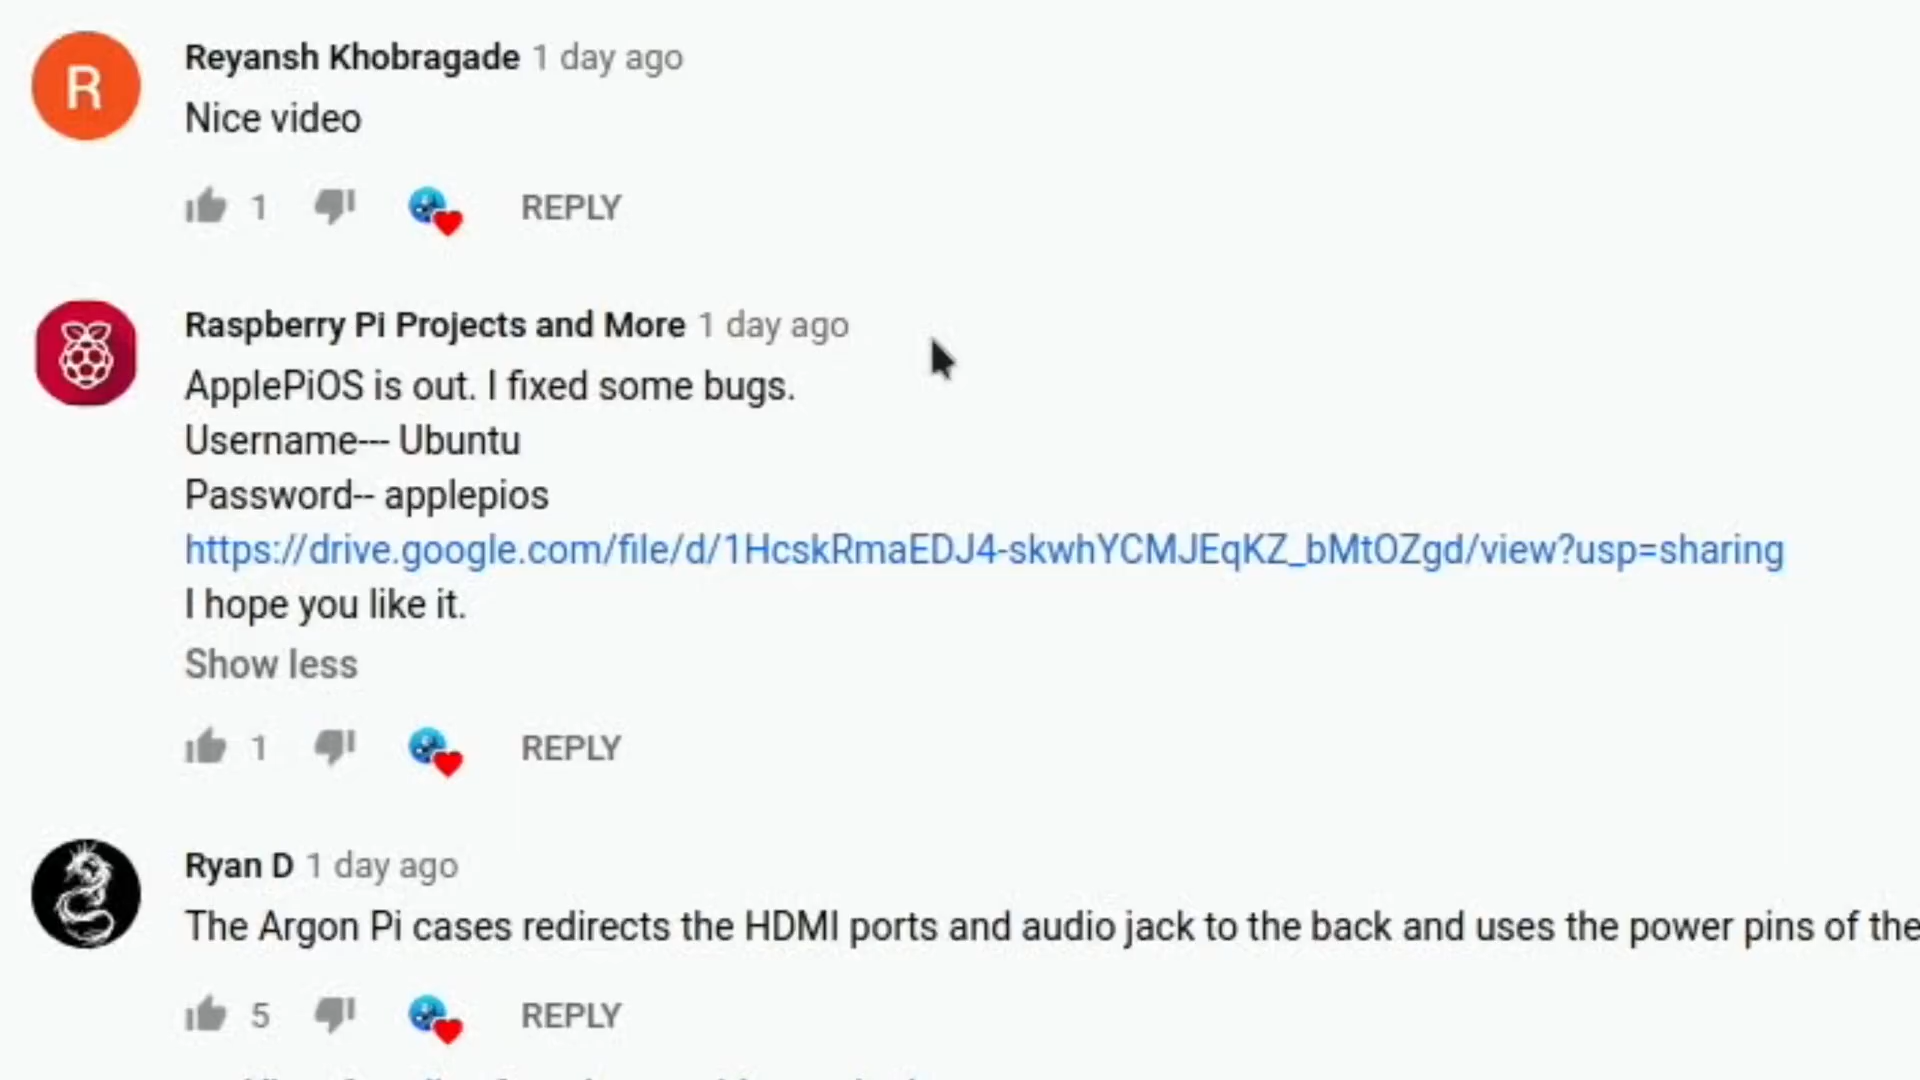 R
Reyansh Khobragade 1 day ago
Nice video
1 REPLY
Raspberry Pi Projects and More 1 day ago
ApplePiOS is out. I fixed some bugs.
Username--- Ubuntu
Password-- applepios
https://drive.google.com/file/d/1HcskRmaEDJ4-skwhYCMJEqKZ_bMtOZgd/view?usp=sharing
I hope you like it.
Show less
1 REPLY
Ryan D 1 day ago
The Argon Pi cases redirects the HDMI ports and audio jack to the back and uses the power pins of the
5 REPLY